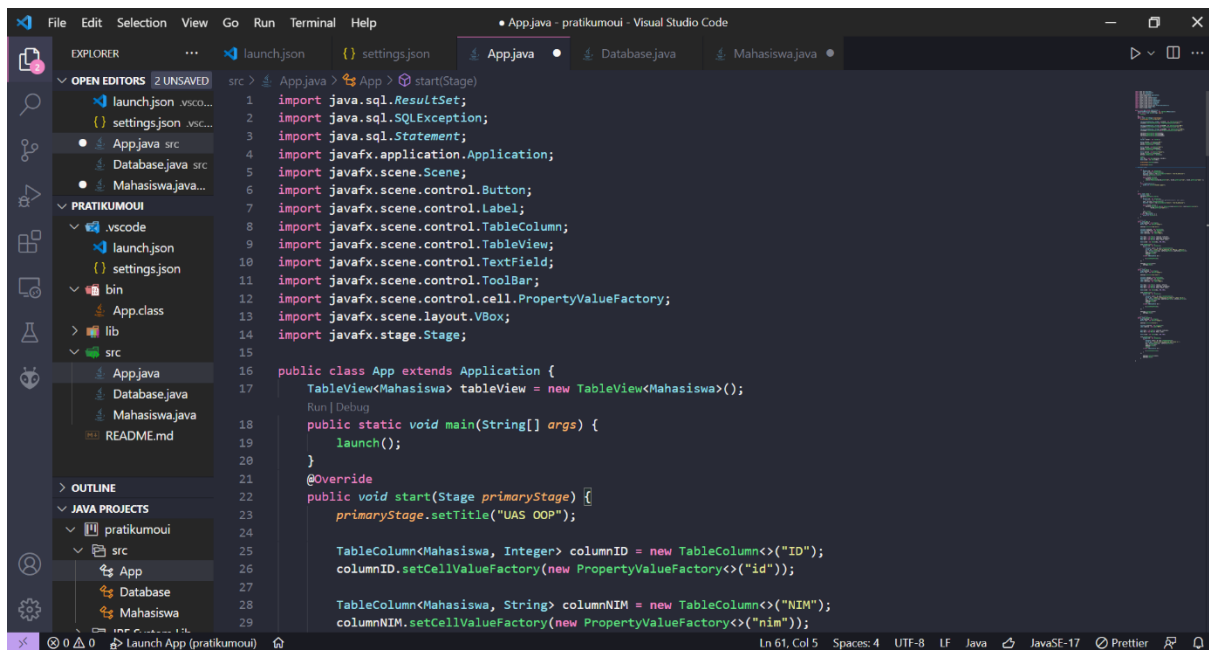 File Edit Selection View Go Run Terminal Help
● App.java - pratikumoui - Visual Studio Code
EXPLORER ...
launch.json
{} settings.json
App.java ●
Database.java
Mahasiswa.java ●
OPEN EDITORS 2 UNSAVED
launch.json .vsco...
{} settings.json .vsc...
● App.java src
Database.java src
● Mahasiswa.java...
PRATIKUMOUI
.vscode
launch.json
{} settings.json
bin
App.class
lib
src
App.java
Database.java
Mahasiswa.java
README.md
OUTLINE
JAVA PROJECTS
pratikumoui
src
App
Database
Mahasiswa
2
src > App.java > App > start(Stage)
1 import java.sql.ResultSet;
2 import java.sql.SQLException;
3 import java.sql.Statement;
4 import javafx.application.Application;
5 import javafx.scene.Scene;
6 import javafx.scene.control.Button;
7 import javafx.scene.control.Label;
8 import javafx.scene.control.TableColumn;
9 import javafx.scene.control.TableView;
10 import javafx.scene.control.TextField;
11 import javafx.scene.control.ToolBar;
12 import javafx.scene.control.cell.PropertyValueFactory;
13 import javafx.scene.layout.VBox;
14 import javafx.stage.Stage;
15
16 public class App extends Application {
17 TableView<Mahasiswa> tableView = new TableView<Mahasiswa>();
Run | Debug
18 public static void main(String[] args) {
19 launch();
20 }
21 @Override
22 public void start(Stage primaryStage) {
23 primaryStage.setTitle("UAS OOP");
24
25 TableColumn<Mahasiswa, Integer> columnID = new TableColumn<>("ID");
26 columnID.setCellValueFactory(new PropertyValueFactory<>("id"));
27
28 TableColumn<Mahasiswa, String> columnNIM = new TableColumn<>("NIM");
29 columnNIM.setCellValueFactory(new PropertyValueFactory<>("nim"));
0 0 Launch App (pratikumoui)
Ln 61, Col 5 Spaces: 4 UTF-8 LF Java JavaSE-17 Prettier